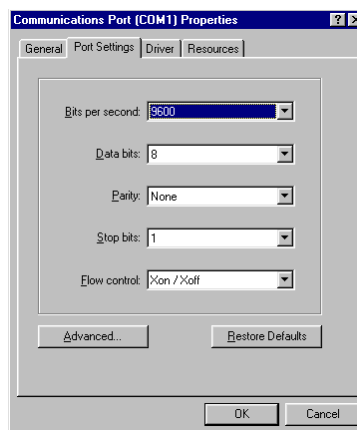 Communications Port (COM1) Properties
General Port Settings Driver Resources
Bits per second: 9600
Data bits: 8
Parity: None
Stop bits: 1
Flow control: Xon / Xoff
Advanced... Restore Defaults
OK Cancel